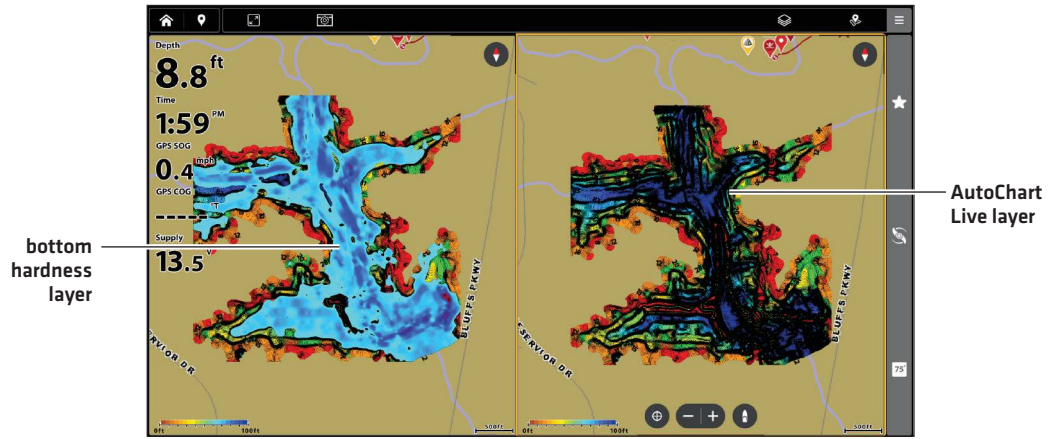 Depth
8.8 ft
Time
1:59 PM
GPS SOG
0.4 mph
GPS COG
------ °T
Supply
13.5 V
bottom
hardness
layer
AutoChart
Live layer
BLUFFS PKWY
SERVIOR DR
0ft 100ft
500ft
BLUFFS PKWY
ESERVIOR DR
0ft 100ft
500ft
75°